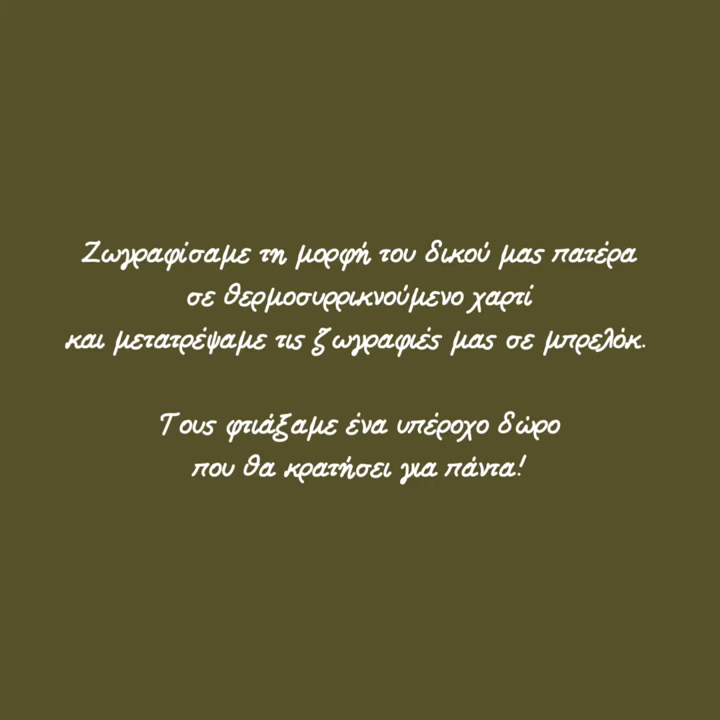 Ζωγραφίσαμε τη μορφή του δικού μας πατέρα
σε θερμοσυρρικνούμενο χαρτί
και μετατρέψαμε τις ζωγραφιές μας σε μπρελόκ.
Τους φτιάξαμε ένα υπέροχο δώρο
που θα κρατήσει για πάντα!